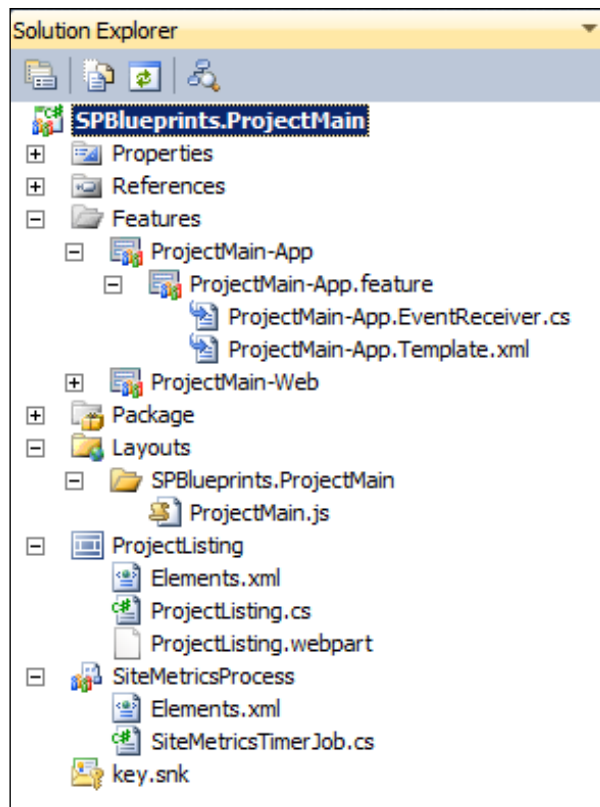 Solution Explorer
SPBlueprints.ProjectMain
Properties
References
Features
ProjectMain-App
ProjectMain-App.feature
ProjectMain-App.EventReceiver.cs
ProjectMain-App.Template.xml
ProjectMain-Web
Package
Layouts
SPBlueprints.ProjectMain
ProjectMain.js
ProjectListing
Elements.xml
ProjectListing.cs
ProjectListing.webpart
SiteMetricsProcess
Elements.xml
SiteMetricsTimerJob.cs
key.snk